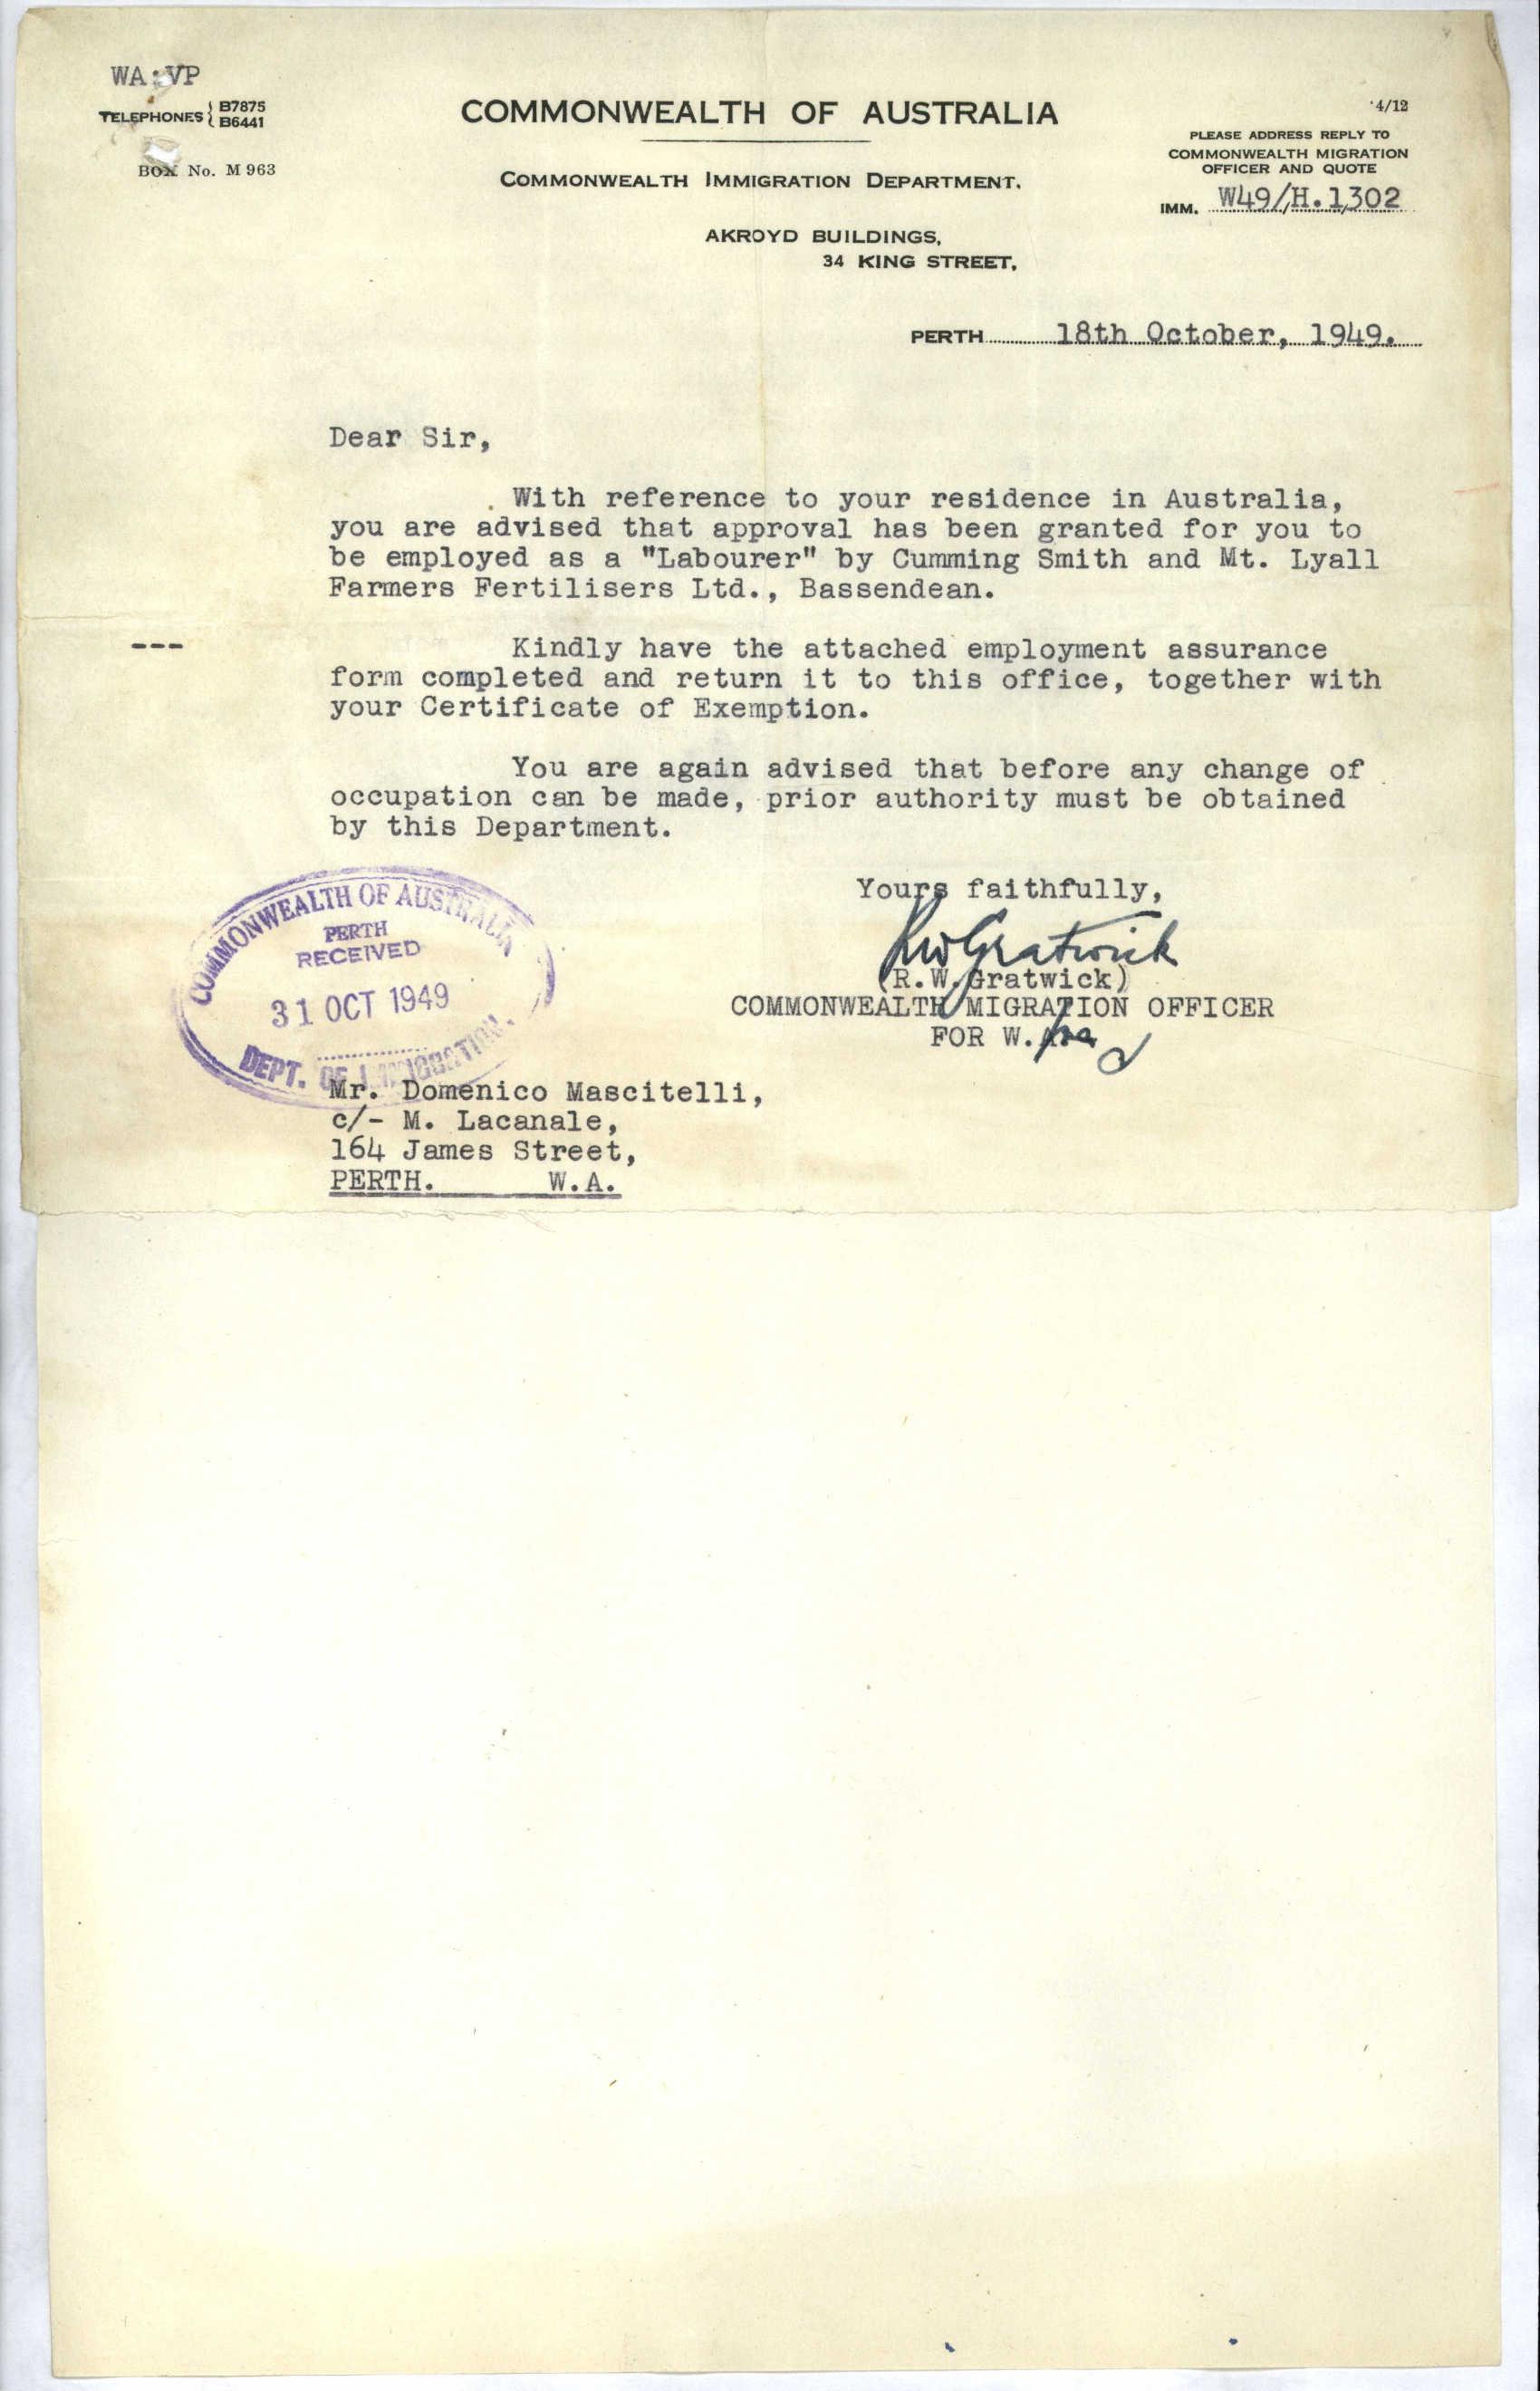 WA:VP
TELEPHONES { B7875
B6441
BOX No. M 963
COMMONWEALTH OF AUSTRALIA
COMMONWEALTH IMMIGRATION DEPARTMENT.
AKROYD BUILDINGS,
34 KING STREET,
4/12
PLEASE ADDRESS REPLY TO
COMMONWEALTH MIGRATION
OFFICER AND QUOTE
IMM. W49/H.1302
PERTH 18th October, 1949.
Dear Sir,
With reference to your residence in Australia,
you are advised that approval has been granted for you to
be employed as a "Labourer" by Cumming Smith and Mt. Lyall
Farmers Fertilisers Ltd., Bassendean.
--- Kindly have the attached employment assurance
form completed and return it to this office, together with
your Certificate of Exemption.
You are again advised that before any change of
occupation can be made, prior authority must be obtained
by this Department.
Yours faithfully,
RW Gratwick
(R.W.Gratwick)
COMMONWEALTH MIGRATION OFFICER
FOR W.A.
COMMONWEALTH OF AUSTRALIA
PERTH
RECEIVED
31 OCT 1949
DEPT. OF IMMIGRATION.
Mr. Domenico Mascitelli,
c/- M. Lacanale,
164 James Street,
PERTH. W.A.